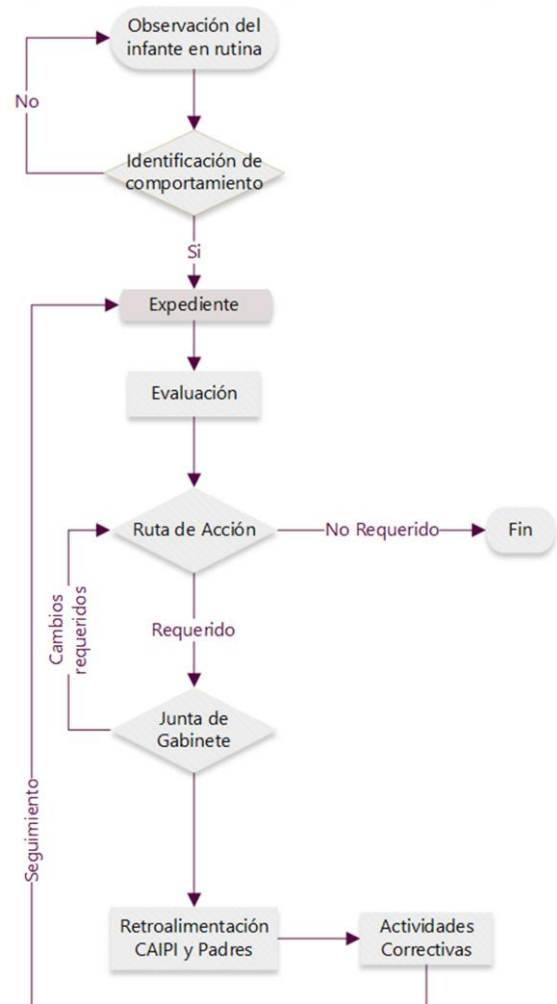 Observación del
infante en rutina
No
Identificación de
comportamiento
Si
Expediente
Evaluación
Ruta de Acción
No Requerido
Fin
Cambios
requeridos
Requerido
Junta de
Gabinete
Seguimiento
Retroalimentación
CAIPI y Padres
Actividades
Correctivas